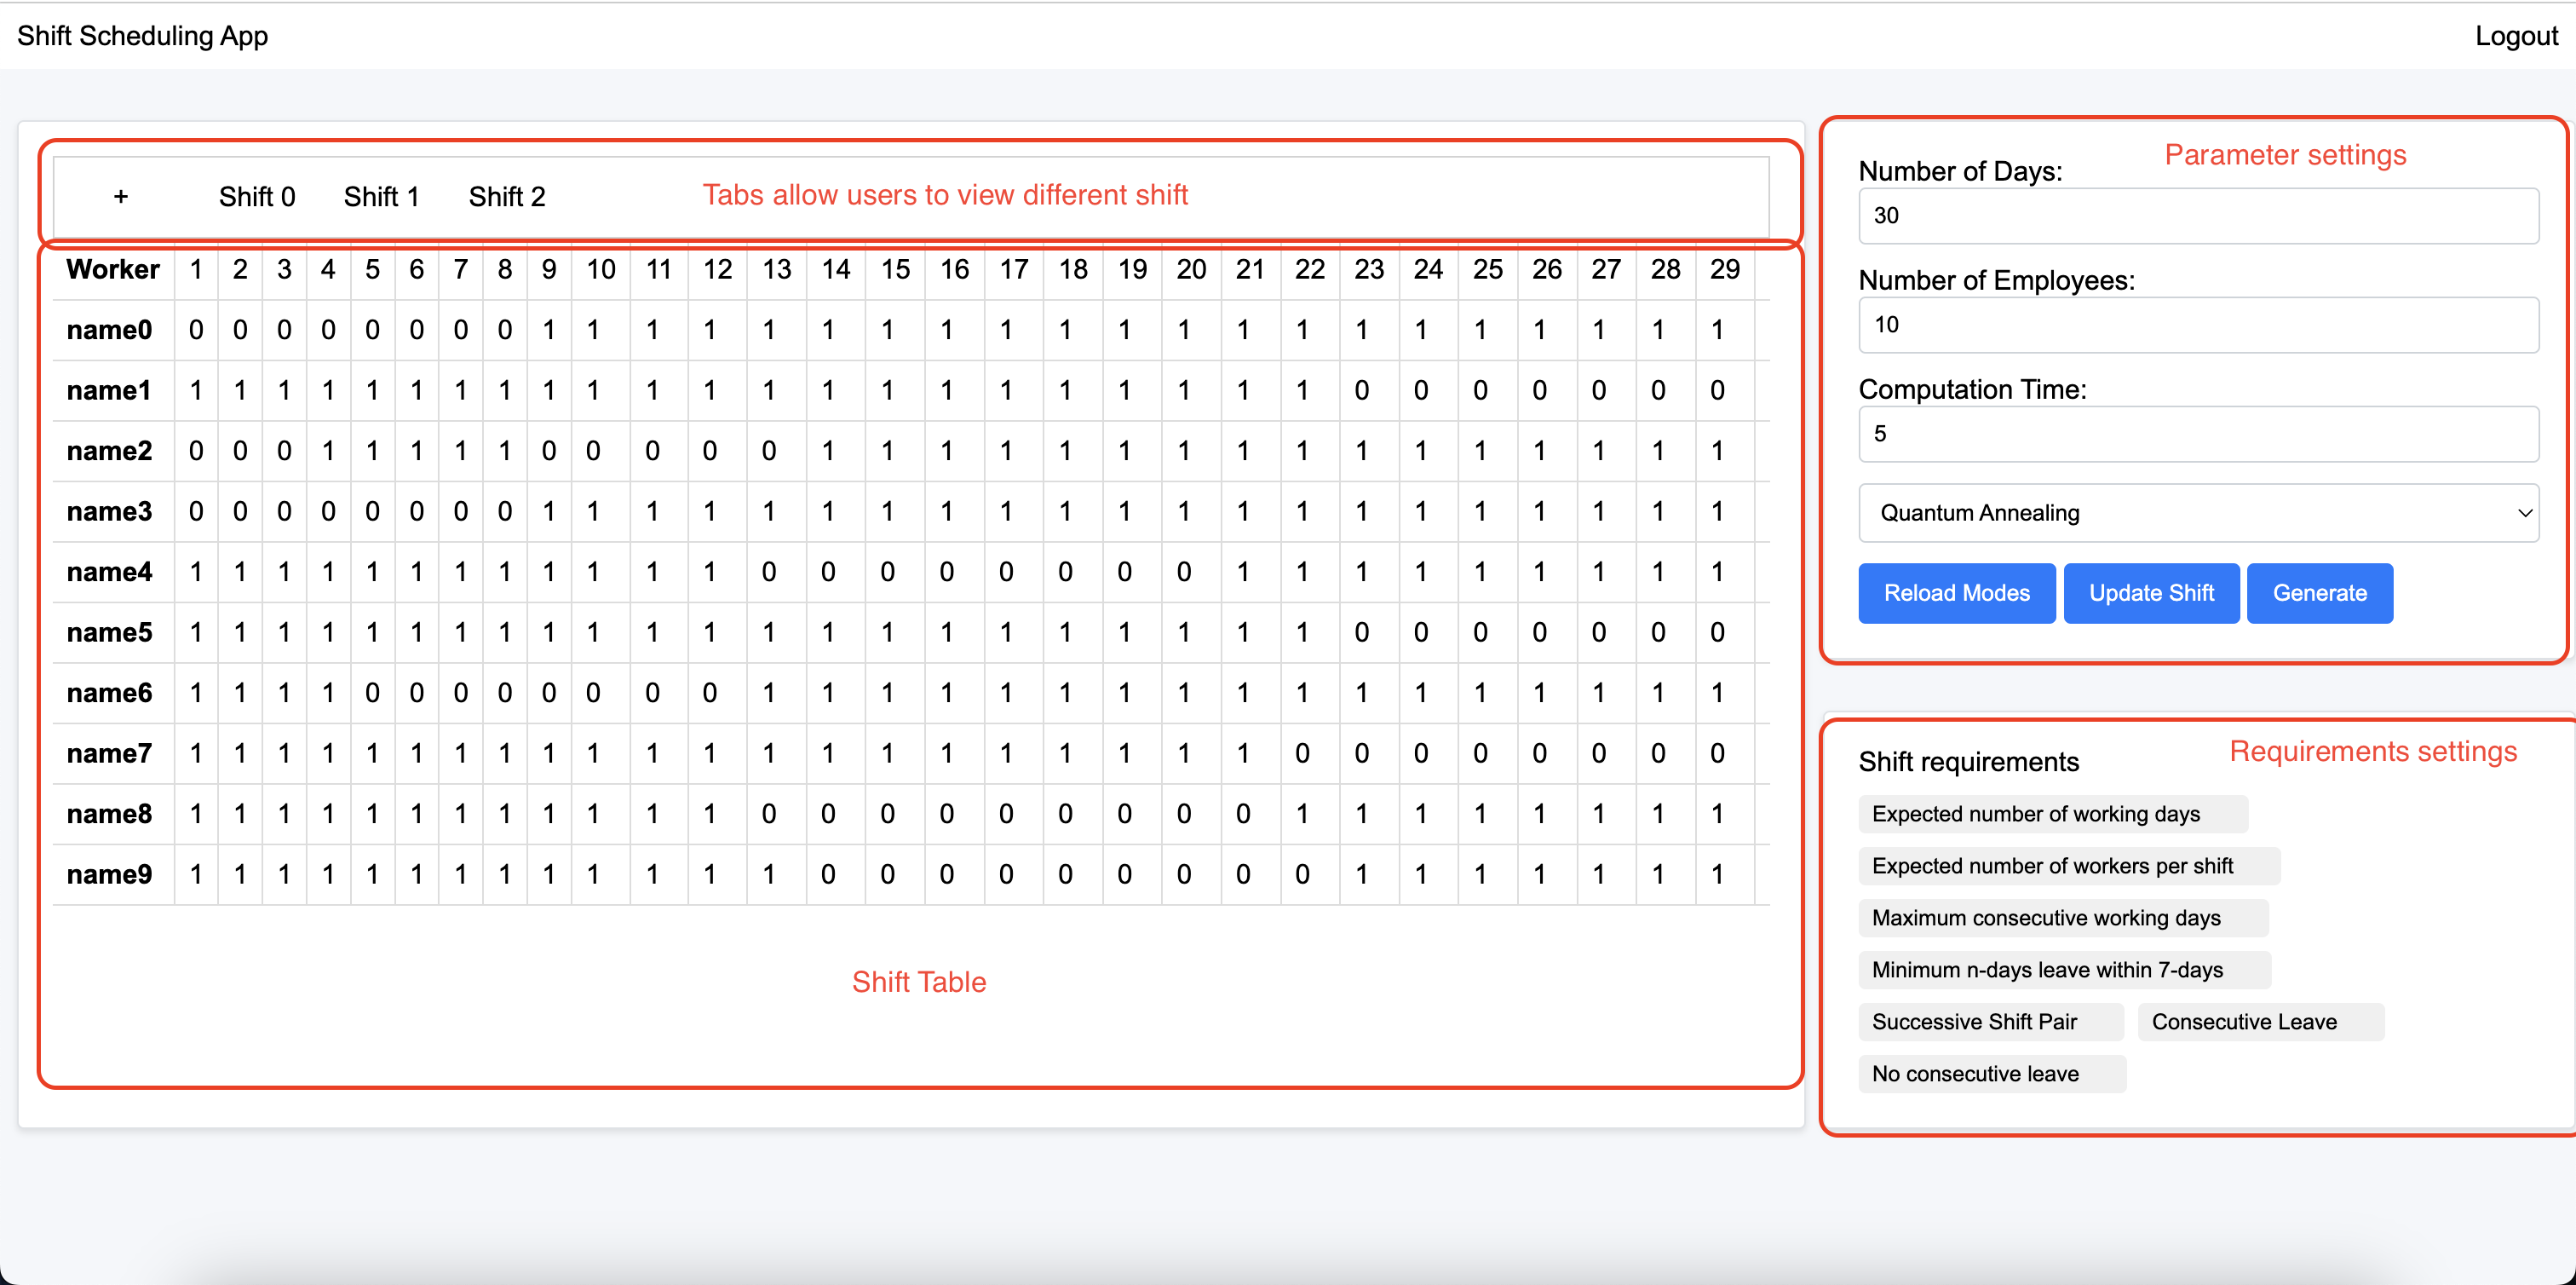 Shift Scheduling App
Logout
+ Shift 0 Shift 1 Shift 2 Tabs allow users to view different shift
Worker 1 2 3 4 5 6 7 8 9 10 11 12 13 14 15 16 17 18 19 20 21 22 23 24 25 26 27 28 29
name0 0 0 0 0 0 0 0 0 1 1 1 1 1 1 1 1 1 1 1 1 1 1 1 1 1 1 1 1 1
name1 1 1 1 1 1 1 1 1 1 1 1 1 1 1 1 1 1 1 1 1 1 1 0 0 0 0 0 0 0
name2 0 0 0 1 1 1 1 1 0 0 0 0 0 1 1 1 1 1 1 1 1 1 1 1 1 1 1 1 1
name3 0 0 0 0 0 0 0 0 1 1 1 1 1 1 1 1 1 1 1 1 1 1 1 1 1 1 1 1 1
name4 1 1 1 1 1 1 1 1 1 1 1 1 0 0 0 0 0 0 0 0 1 1 1 1 1 1 1 1 1
name5 1 1 1 1 1 1 1 1 1 1 1 1 1 1 1 1 1 1 1 1 1 1 0 0 0 0 0 0 0
name6 1 1 1 1 0 0 0 0 0 0 0 0 1 1 1 1 1 1 1 1 1 1 1 1 1 1 1 1 1
name7 1 1 1 1 1 1 1 1 1 1 1 1 1 1 1 1 1 1 1 1 1 0 0 0 0 0 0 0 0
name8 1 1 1 1 1 1 1 1 1 1 1 1 0 0 0 0 0 0 0 0 0 1 1 1 1 1 1 1 1
name9 1 1 1 1 1 1 1 1 1 1 1 1 1 0 0 0 0 0 0 0 0 0 1 1 1 1 1 1 1
Shift Table
Parameter settings
Number of Days:
30
Number of Employees:
10
Computation Time:
5
Quantum Annealing
Reload Modes Update Shift Generate
Requirements settings
Shift requirements
Expected number of working days
Expected number of workers per shift
Maximum consecutive working days
Minimum n-days leave within 7-days
Successive Shift Pair Consecutive Leave
No consecutive leave